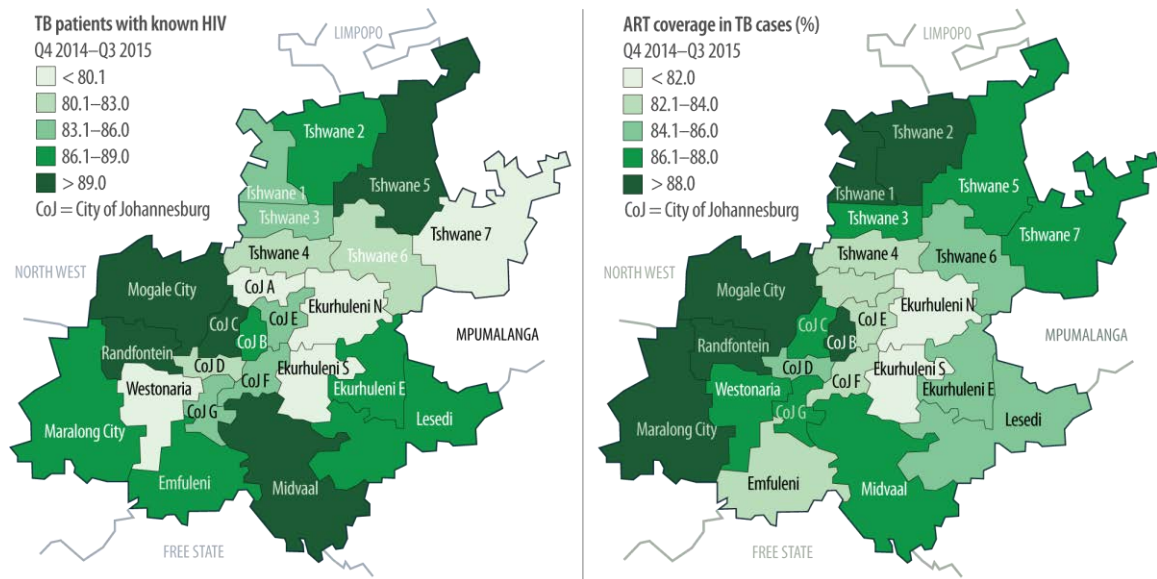 TB patients with known HIV
Q4 2014–Q3 2015
< 80.1
80.1–83.0
83.1–86.0
86.1–89.0
> 89.0
CoJ = City of Johannesburg
LIMPOPO
Tshwane 2
Tshwane 5
Tshwane 1
Tshwane 3
Tshwane 7
Tshwane 4
Tshwane 6
NORTH WEST
Mogale City
CoJ A
Ekurhuleni N
CoJ C
CoJ E
CoJ B
MPUMALANGA
Randfontein
CoJ D
Ekurhuleni S
Westonaria
CoJ F
Ekurhuleni E
CoJ G
Lesedi
Maralong City
Emfuleni
Midvaal
FREE STATE
ART coverage in TB cases (%)
Q4 2014–Q3 2015
< 82.0
82.1–84.0
84.1–86.0
86.1–88.0
> 88.0
CoJ = City of Johannesburg
LIMPOPO
Tshwane 2
Tshwane 5
Tshwane 1
Tshwane 3
Tshwane 7
Tshwane 4
Tshwane 6
NORTH WEST
Mogale City
Ekurhuleni N
CoJ C
CoJ E
CoJ B
MPUMALANGA
Randfontein
CoJ D
Ekurhuleni S
Westonaria
CoJ F
Ekurhuleni E
CoJ G
Lesedi
Maralong City
Emfuleni
Midvaal
FREE STATE